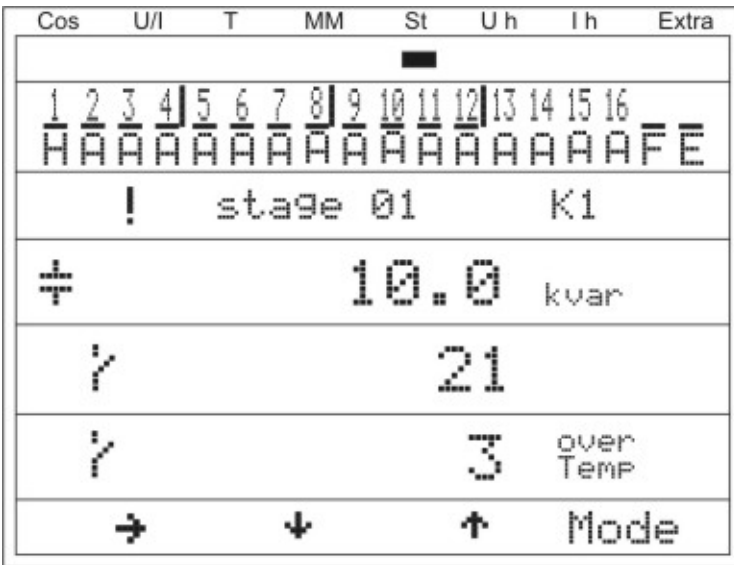 Cos U/I T MM St U h I h Extra
1 2 3 4 5 6 7 8 9 10 11 12 13 14 15 16
H A A A A A A A A A A A A A A A F E
! stage 01 K1
10.0 kvar
21
3 over Temp
→ ↓ ↑ Mode